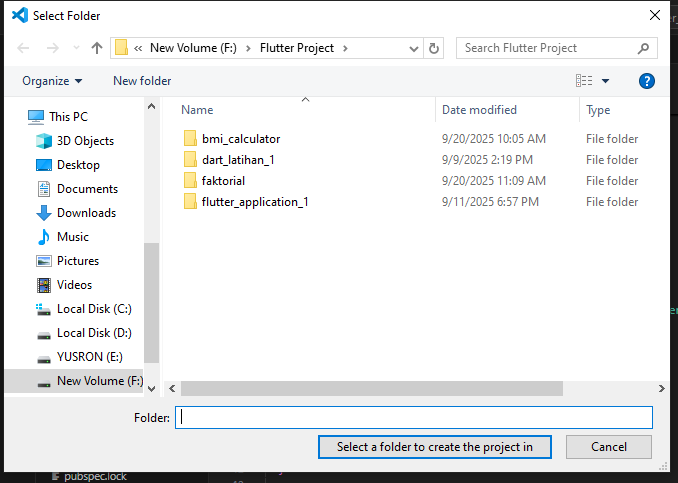 Select Folder
« New Volume (F:) > Flutter Project >
Search Flutter Project
Organize
New folder
Name
Date modified
Type
This PC
3D Objects
Desktop
Documents
Downloads
Music
Pictures
Videos
Local Disk (C:)
Local Disk (D:)
YUSRON (E:)
New Volume (F:)
bmi_calculator 9/20/2025 10:05 AM File folder
dart_latihan_1 9/9/2025 2:19 PM File folder
faktorial 9/20/2025 11:09 AM File folder
flutter_application_1 9/11/2025 6:57 PM File folder
Folder:
Select a folder to create the project in
Cancel
pubspec.lock